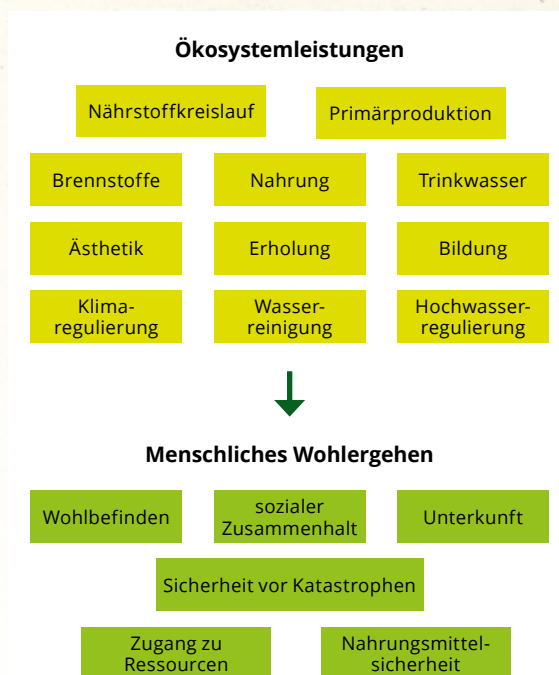 Ökosystemleistungen
Nährstoffkreislauf
Primärproduktion
Brennstoffe
Nahrung
Trinkwasser
Ästhetik
Erholung
Bildung
Klima-
regulierung
Wasser-
reinigung
Hochwasser-
regulierung
Menschliches Wohlergehen
Wohlbefinden
sozialer
Zusammenhalt
Unterkunft
Sicherheit vor Katastrophen
Zugang zu
Ressourcen
Nahrungsmittel-
sicherheit